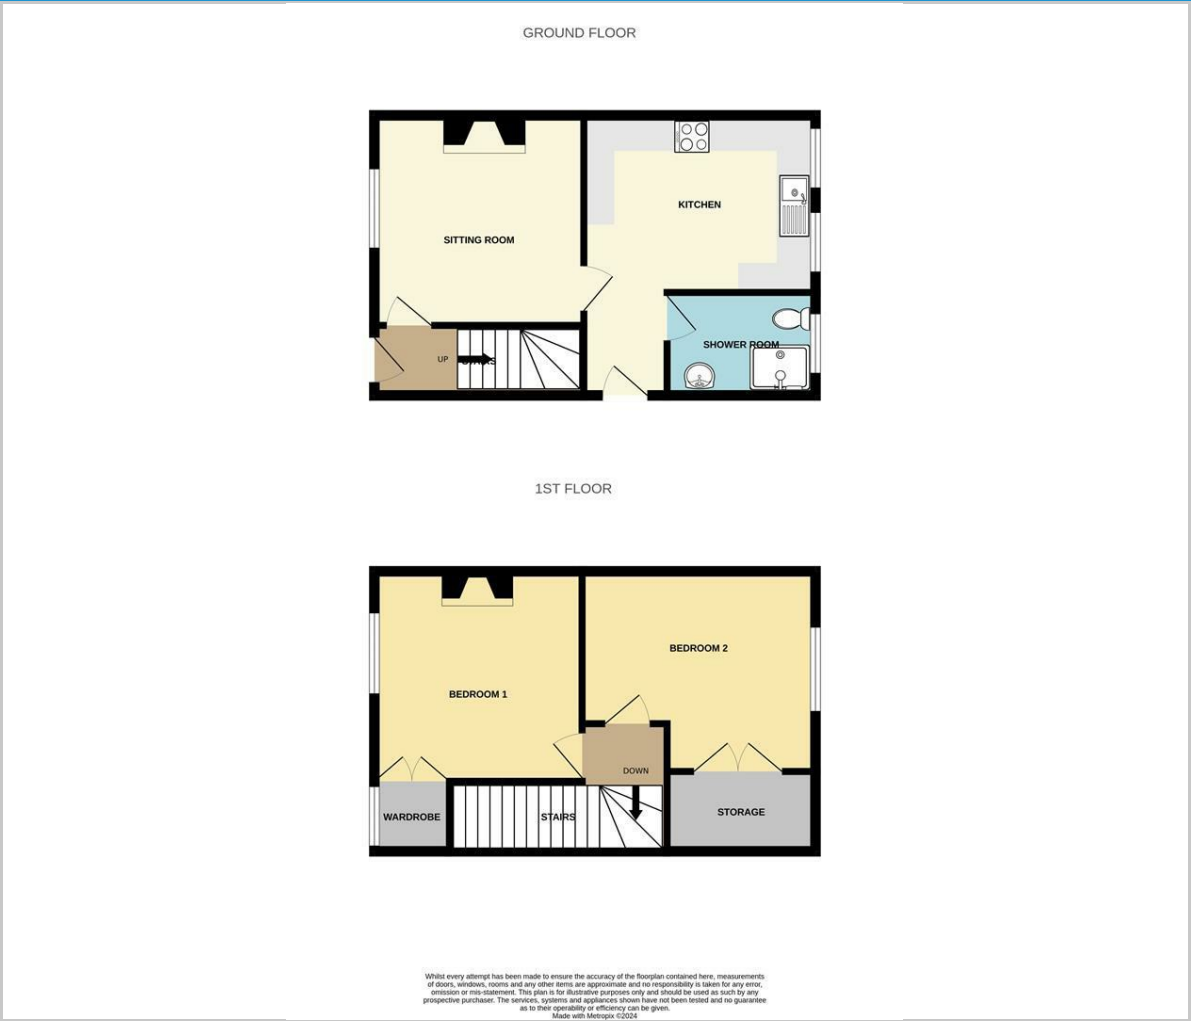 GROUND FLOOR
KITCHEN
SITTING ROOM
SHOWER ROOM
UP
STAIRS
1ST FLOOR
BEDROOM 2
BEDROOM 1
DOWN
STORAGE
WARDROBE
STAIRS
Whilst every attempt has been made to ensure the accuracy of the floorplan contained here, measurements
of doors, windows, rooms and any other items are approximate and no responsibility is taken for any error,
omission or mis-statement. This plan is for illustrative purposes only and should be used as such by any
prospective purchaser. The services, systems and appliances shown have not been tested and no guarantee
as to their operability or efficiency can be given.
Made with Metropix ©2024